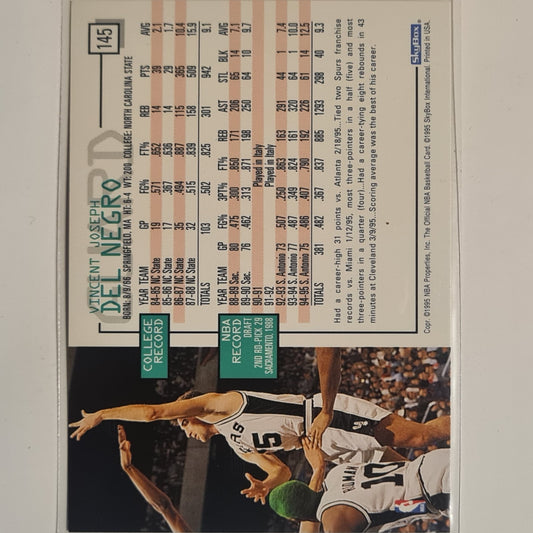 145
VINCENT JOSEPH
DEL NEGRO
BORN: 8/9/66 SPRINGFIELD, MA HT: 6-4 WT: 200 COLLEGE: NORTH CAROLINA STATE
COLLEGE RECORD
YEAR TEAM GP FG% FT% REB PTS AVG
84-85 NC State 19 .571 .652 14 39 2.1
85-86 NC State 17 .367 .636 14 29 1.7
86-87 NC State 35 .494 .887 115 365 10.4
87-88 NC State 32 .515 .839 158 509 15.9
TOTALS 103 .502 .825 301 942 9.1
NBA RECORD
DRAFT
2ND RD-PICK 29
SACRAMENTO, 1988
YEAR TEAM GP FG% 3PT% FT% REB AST STL BLK AVG
88-89 Sac. 80 .475 .300 .850 171 206 65 14 7.1
89-90 Sac. 76 .462 .313 .871 198 250 64 10 9.7
90-91 Played in Italy
91-92 Played in Italy
92-93 S. Antonio 73 .507 .250 .863 163 291 44 1 7.4
93-94 S. Antonio 77 .487 .349 .824 161 320 64 1 10.0
94-95 S. Antonio 75 .486 .407 .790 192 226 61 14 12.5
TOTALS 381 .482 .367 .837 885 1293 298 40 9.3
Had a career-high 31 points vs. Atlanta 2/18/95...Tied two Spurs franchise
records vs. Miami 1/12/95, most three-pointers in a half (five) and most
three-pointers in a quarter (four)...Had a career-tying eight rebounds in 43
minutes at Cleveland 3/9/95...Scoring average was the best of his career.
SkyBox
Copr. ©1995 NBA Properties, Inc. The Official NBA Basketball Card. ©1995 SkyBox International. Printed in USA.
15
RODMAN
10
NBA